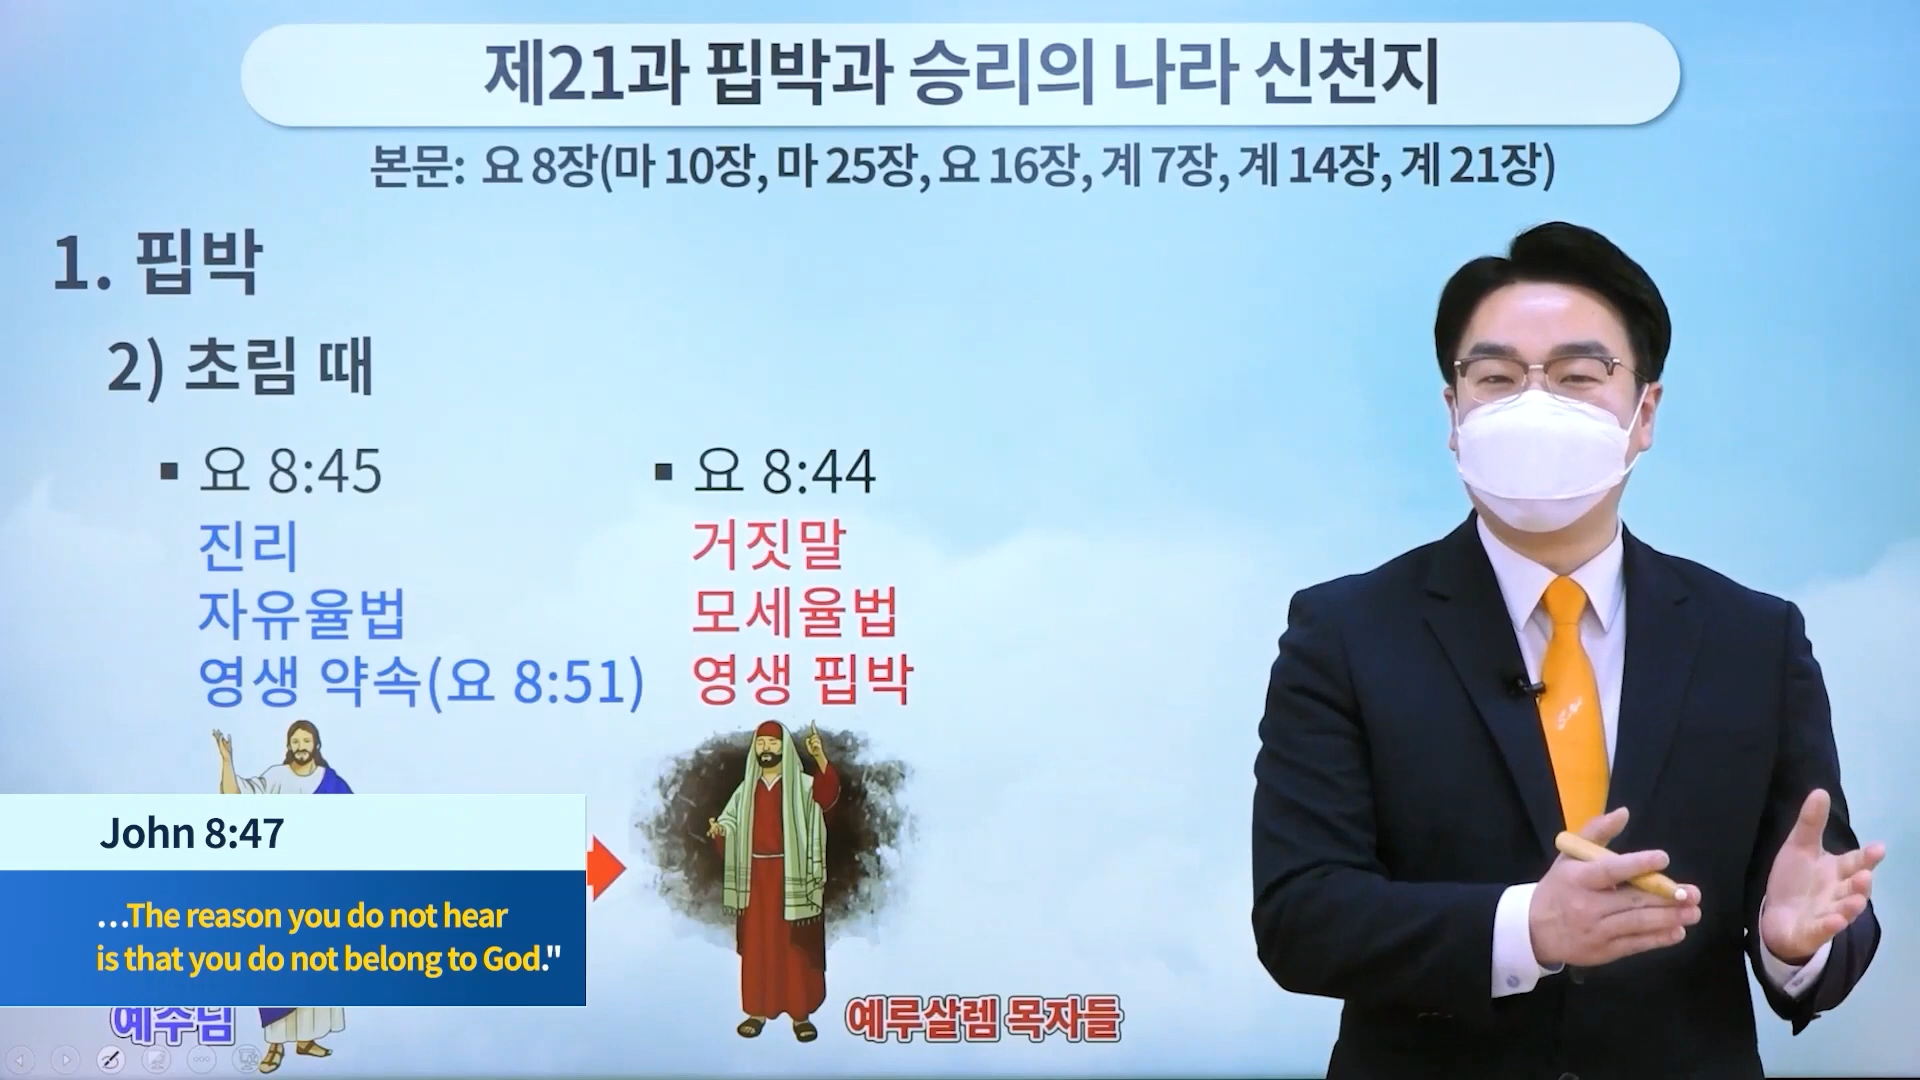 제21과 핍박과 승리의 나라 신천지
본문: 요 8장(마 10장, 마 25장, 요 16장, 계 7장, 계 14장, 계 21장)
1. 핍박
2) 초림 때
▪ 요 8:45
진리
자유율법
영생 약속(요 8:51)
▪ 요 8:44
거짓말
모세율법
영생 핍박
John 8:47
...The reason you do not hear
is that you do not belong to God."
예수님
예루살렘 목자들